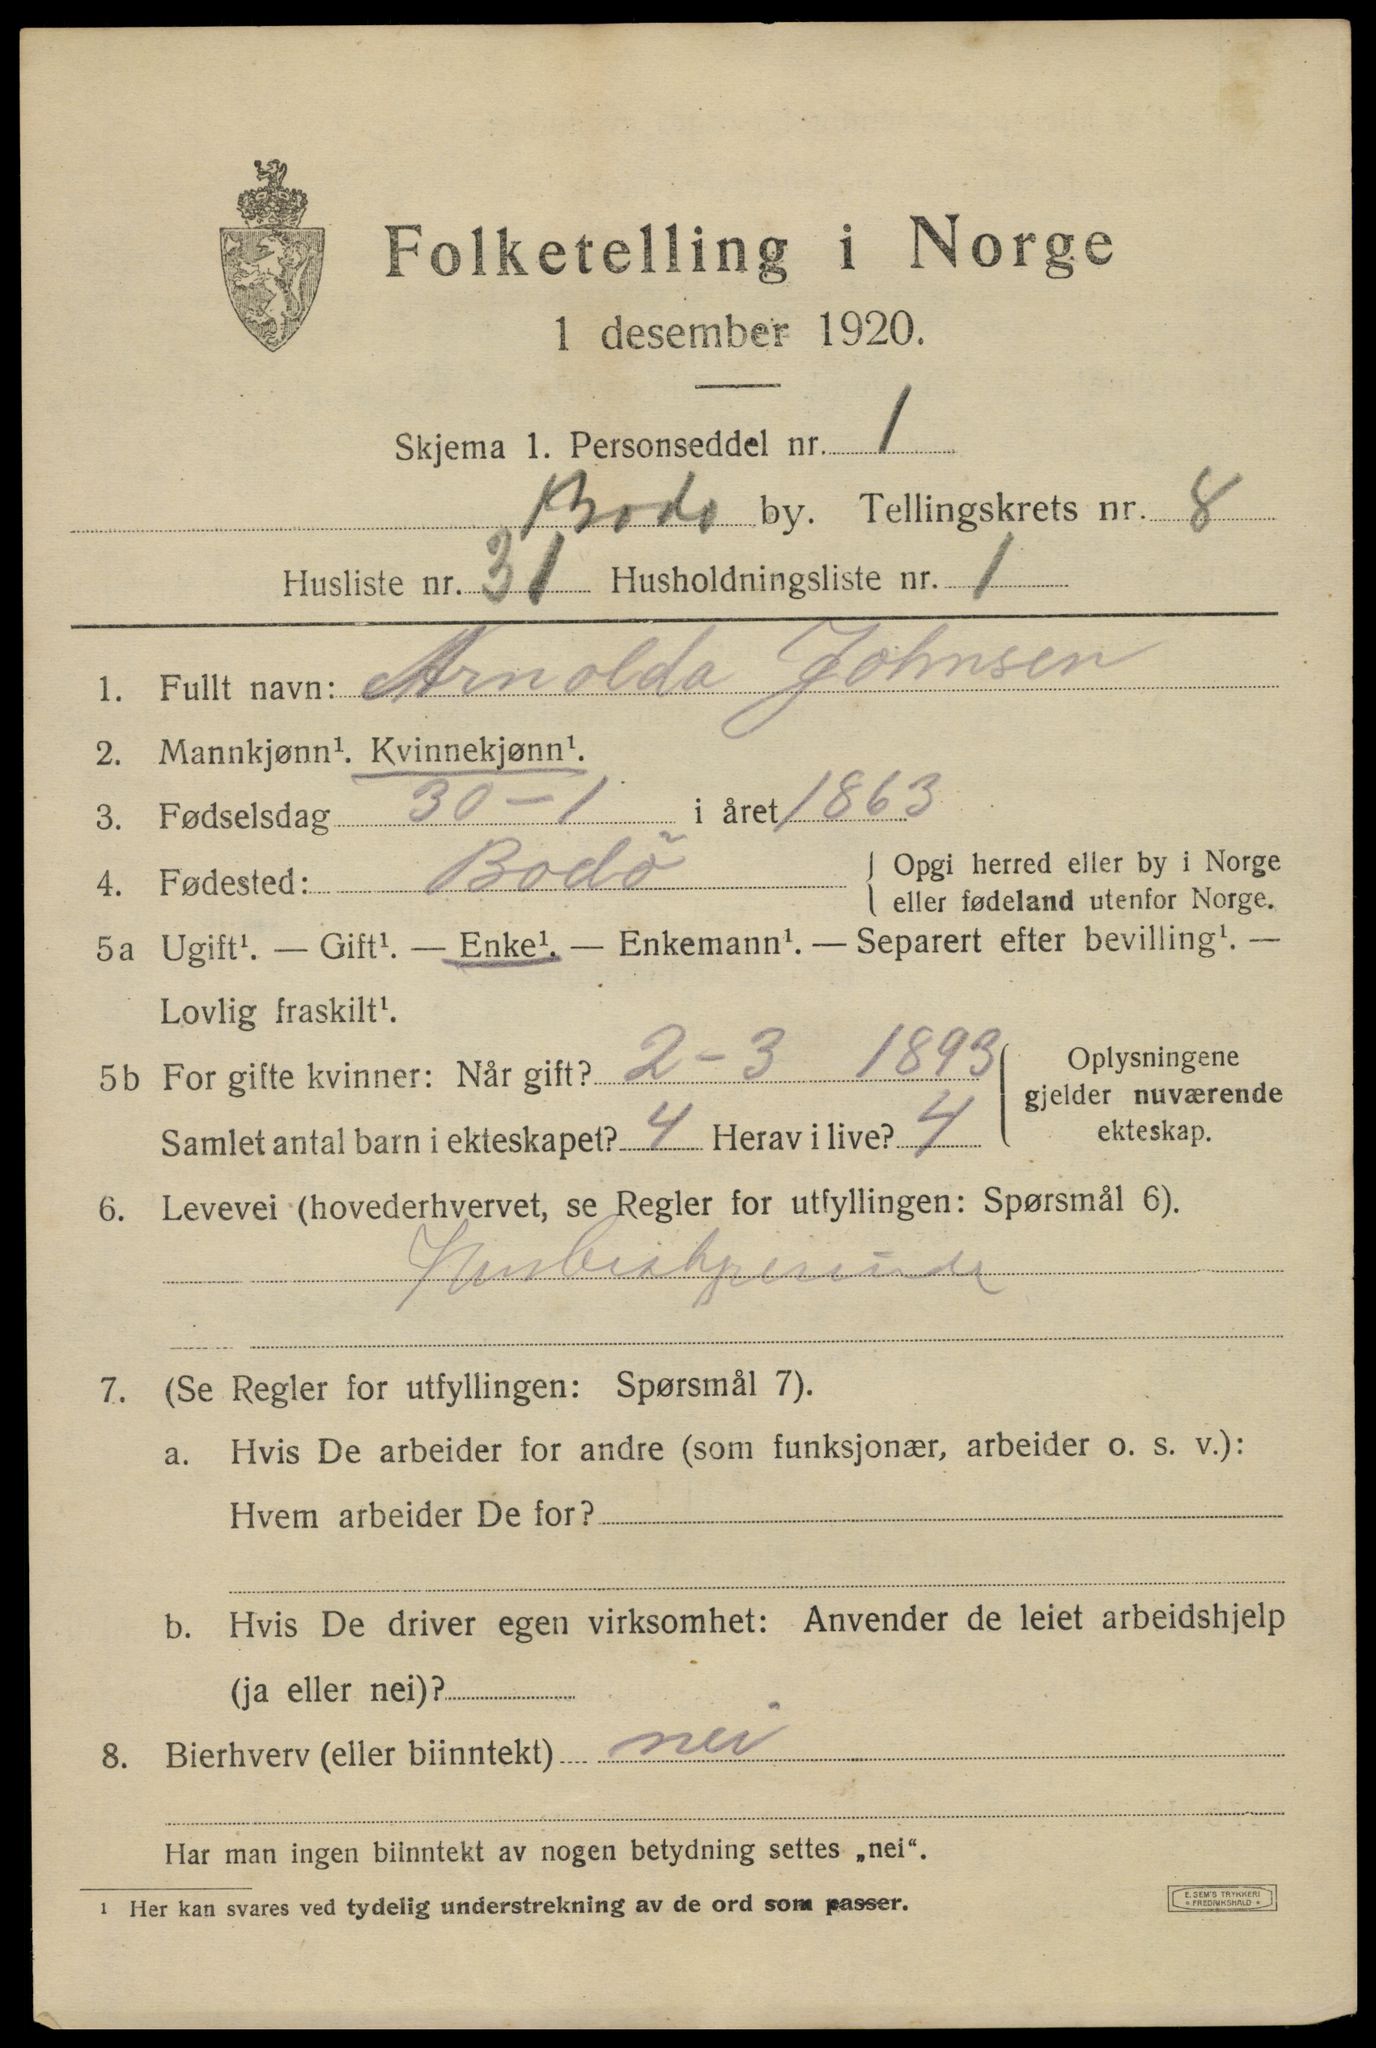 Folketelling i Norge
1 desember 1920.
Skjema 1. Personseddel nr. 1
Bodø by. Tellingskrets nr. 8
Husliste nr. 31 Husholdningsliste nr. 1
1. Fullt navn: Arnolda Johnsen
2. Mannkjønn¹. Kvinnekjønn¹.
3. Fødselsdag 30-1 i året 1863
4. Fødested: Bodö { Opgi herred eller by i Norge
eller fødeland utenfor Norge.
5a Ugift¹. — Gift¹. — Enke¹. — Enkemann¹. — Separert efter bevilling¹. —
Lovlig fraskilt¹.
5b For gifte kvinner: Når gift? 2-3 1893
Samlet antal barn i ekteskapet? 4 Herav i live? 4
Oplysningene
gjelder nuværende
ekteskap.
6. Levevei (hovederhvervet, se Regler for utfyllingen: Spørsmål 6).
7. (Se Regler for utfyllingen: Spørsmål 7).
a. Hvis De arbeider for andre (som funksjonær, arbeider o. s. v.):
Hvem arbeider De for?
b. Hvis De driver egen virksomhet: Anvender de leiet arbeidshjelp
(ja eller nei)?
8. Bierhverv (eller biinntekt) nei
Har man ingen biinntekt av nogen betydning settes „nei“.
¹ Her kan svares ved tydelig understrekning av de ord som passer.
E. SEM'S TRYKKERI
FREDRIKSHALD